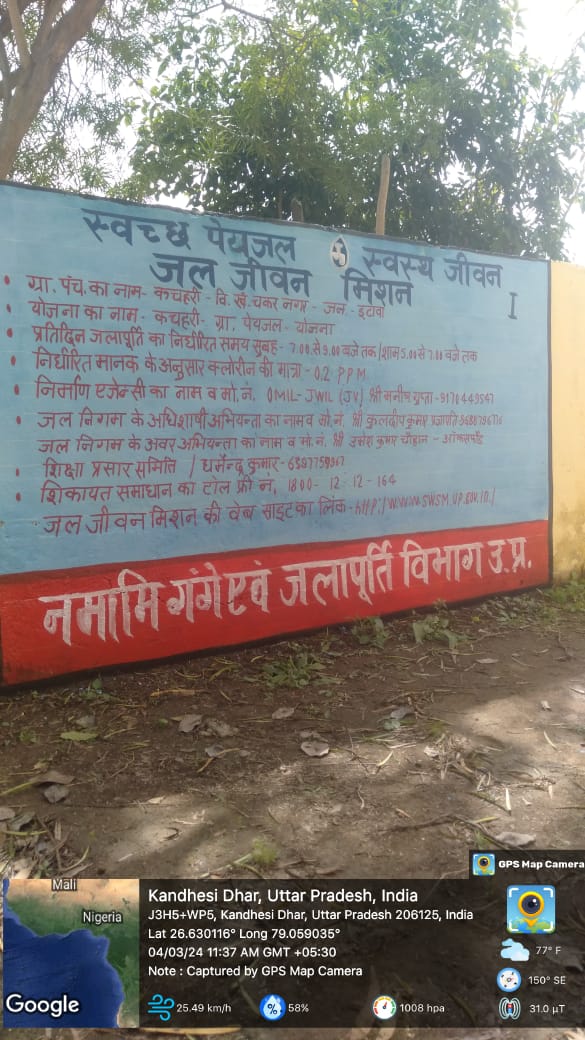 स्वच्छ पेयजल स्वस्थ जीवन
जल जीवन मिशन
I
• ग्रा. पंच. का नाम- कचहरी - वि. खं. चकर नगर - जन. - इटावा
• योजना का नाम - कचहरी - ग्रा. पेयजल - योजना
• प्रतिदिन जलापूर्ति का निर्धारित समय सुबह - 7.00 से 9.00 बजे तक / शाम 5.00 से 7.00 बजे तक
• निर्धारित मानक के अनुसार क्लोरीन की मात्रा - 0.2 PPM
• निर्माण एजेन्सी का नाम व मो. नं. OMIL-JWIL (JV) श्री मनीष गुप्ता - 9170449547
• जल निगम के अधिशाषी अभियन्ता का नाम व मो. नं. श्री कुलदीप कुमार प्रजापति-
जल निगम के अवर अभियन्ता का नाम व मो. नं. श्री उमेश कुमार चौहान -
• शिक्षा प्रसार समिति / धर्मेन्द्र कुमार -
• शिकायत समाधान का टोल फ्री नं. 1800-12-12-164
जल जीवन मिशन की वेब साइट का लिंक - http:/www.swsm.up.gov.in./
नमामि गंगे एवं जलापूर्ति विभाग उ.प्र.
GPS Map Camera
Mali
Nigeria
Google
Kandhesi Dhar, Uttar Pradesh, India
J3H5+WP5, Kandhesi Dhar, Uttar Pradesh 206125, India
Lat 26.630116° Long 79.059035°
04/03/24 11:37 AM GMT +05:30
Note : Captured by GPS Map Camera
25.49 km/h
58%
1008 hpa
77° F
150° SE
31.0 µT